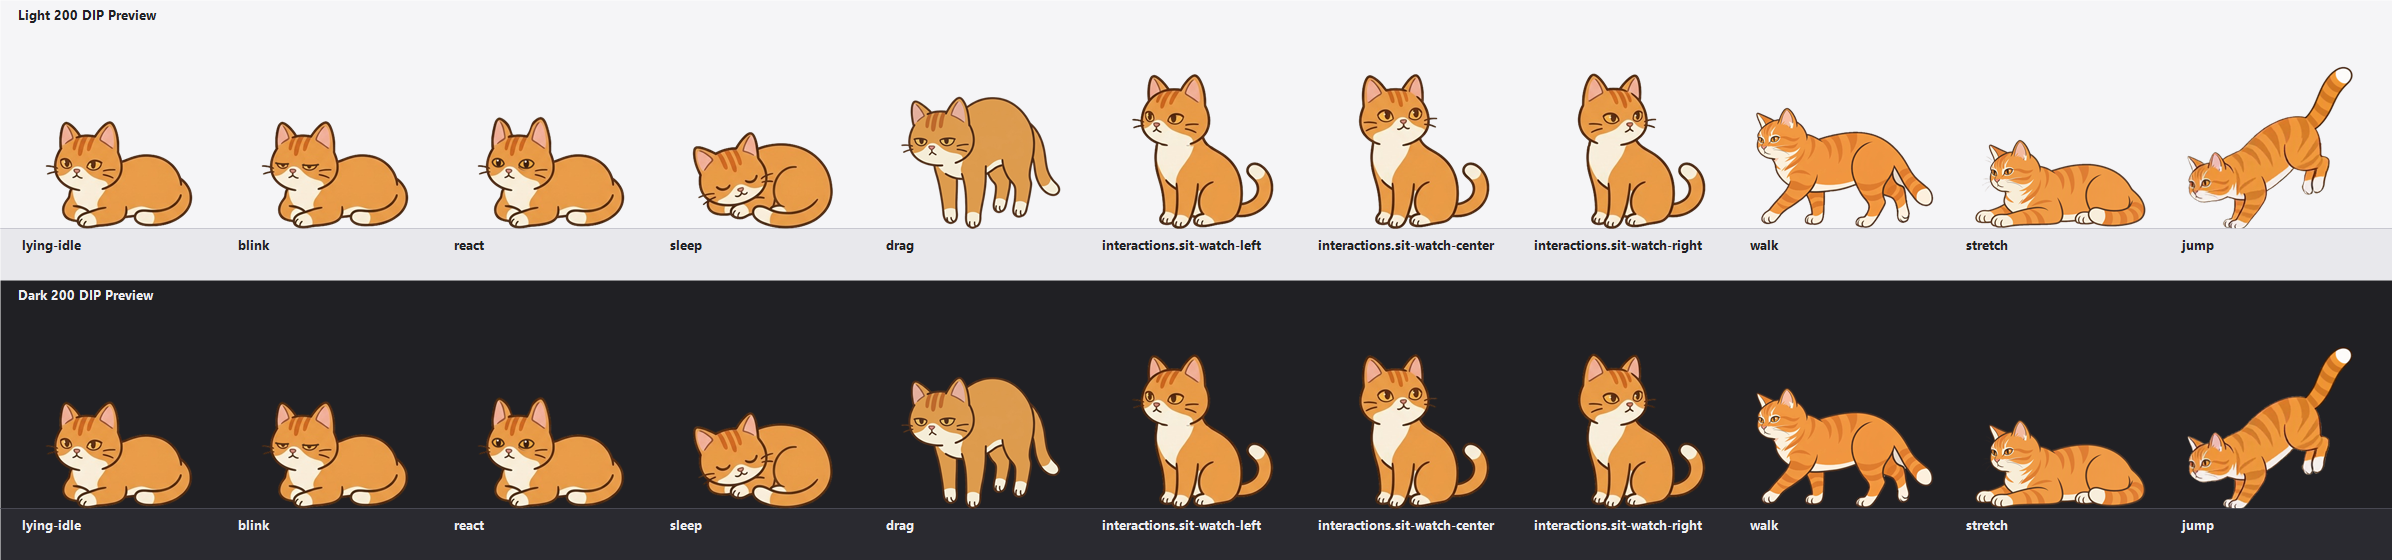 Light 200 DIP Preview
lying-idle blink react sleep drag interactions.sit-watch-left interactions.sit-watch-center interactions.sit-watch-right walk stretch jump
Dark 200 DIP Preview
lying-idle blink react sleep drag interactions.sit-watch-left interactions.sit-watch-center interactions.sit-watch-right walk stretch jump